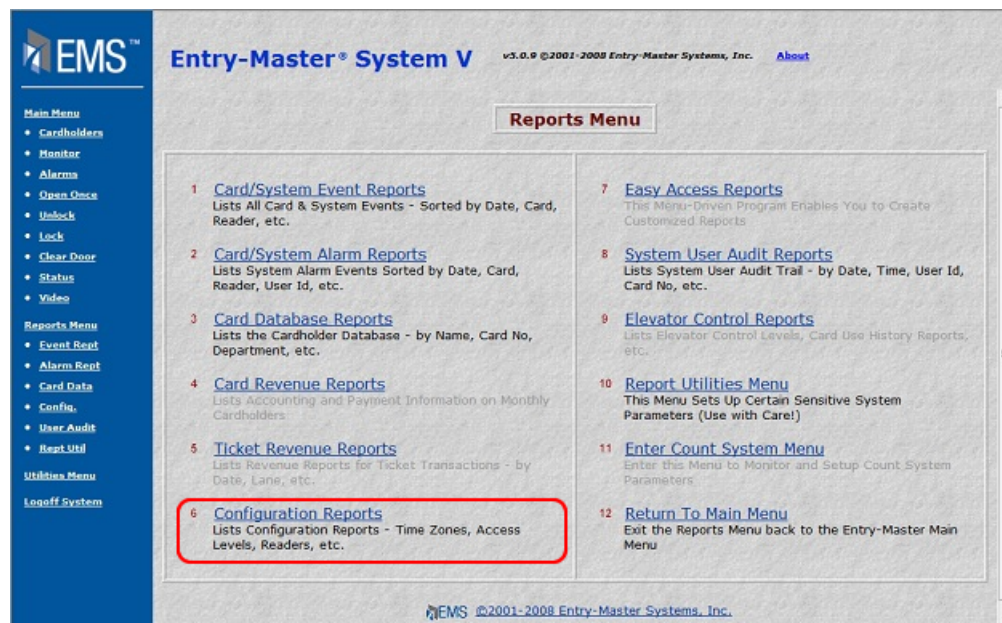 EMS™
Entry-Master® System V
v5.0.9 ©2001-2008 Entry-Master Systems, Inc.
About
Main Menu
Cardholders
Monitor
Alarms
Open Once
Unlock
Lock
Clear Door
Status
Video
Reports Menu
Event Rept
Alarm Rept
Card Data
Config.
User Audit
Rept Util
Utilities Menu
Logoff System
Reports Menu
1 Card/System Event Reports
Lists All Card & System Events - Sorted by Date, Card,
Reader, etc.
2 Card/System Alarm Reports
Lists System Alarm Events Sorted by Date, Card,
Reader, User Id, etc.
3 Card Database Reports
Lists the Cardholder Database - by Name, Card No,
Department, etc.
4 Card Revenue Reports
Lists Accounting and Payment Information on Monthly
Cardholders
5 Ticket Revenue Reports
Lists Revenue Reports for Ticket Transactions - by
Date, Lane, etc.
6 Configuration Reports
Lists Configuration Reports - Time Zones, Access
Levels, Readers, etc.
7 Easy Access Reports
This Menu-Driven Program Enables You to Create
Customized Reports
8 System User Audit Reports
Lists System User Audit Trail - by Date, Time, User Id,
Card No, etc.
9 Elevator Control Reports
Lists Elevator Control Levels, Card Use History Reports,
etc.
10 Report Utilities Menu
This Menu Sets Up Certain Sensitive System
Parameters (Use with Care!)
11 Enter Count System Menu
Enter this Menu to Monitor and Setup Count System
Parameters
12 Return To Main Menu
Exit the Reports Menu back to the Entry-Master Main
Menu
EMS ©2001-2008 Entry-Master Systems, Inc.